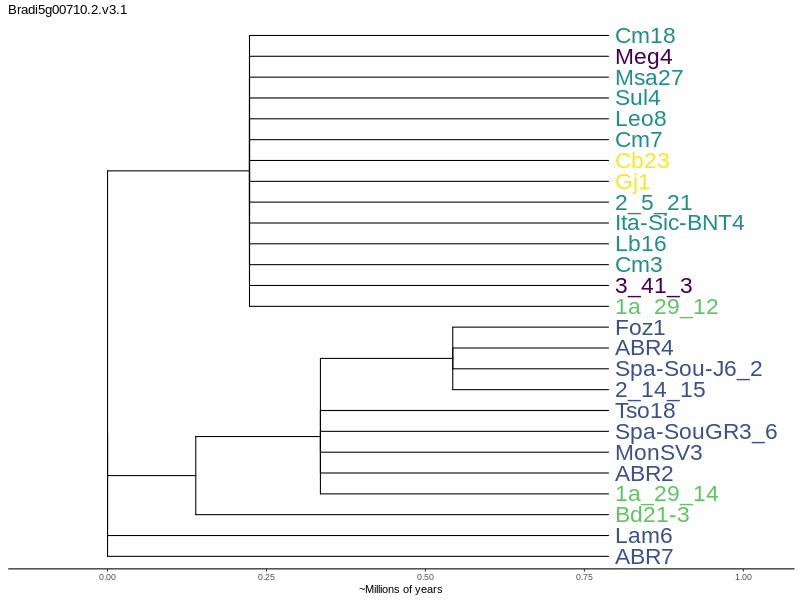 Bradi5g00710.2.v3.1
Cm18
Meg4
Msa27
Sul4
Leo8
Cm7
Cb23
Gj1
2_5_21
Ita-Sic-BNT4
Lb16
Cm3
3_41_3
1a_29_12
Foz1
ABR4
Spa-Sou-J6_2
2_14_15
Tso18
Spa-SouGR3_6
MonSV3
ABR2
1a_29_14
Bd21-3
Lam6
ABR7
0.00 0.25 0.50 0.75 1.00
~Millions of years